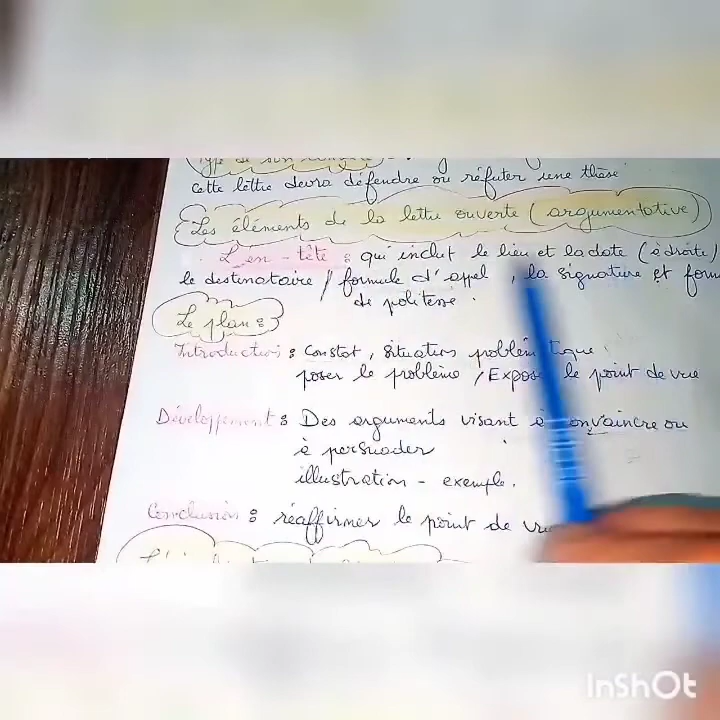 Type de
cette lettre devra défendre ou réfuter une thèse
Les éléments de la lettre ouverte (argumentative)
L'en-tête : qui inclut le lieu et la date (à droite)
le destinataire / formule d'appel, la signature et form
de politesse.
Le plan :
Introduction : Constat, situation problématique
poser le problème / Expose le point de vue
Développement : Des arguments visant à convaincre ou
à persuader
illustration - exemple.
Conclusion : réaffirmer le point de vue
InShOt